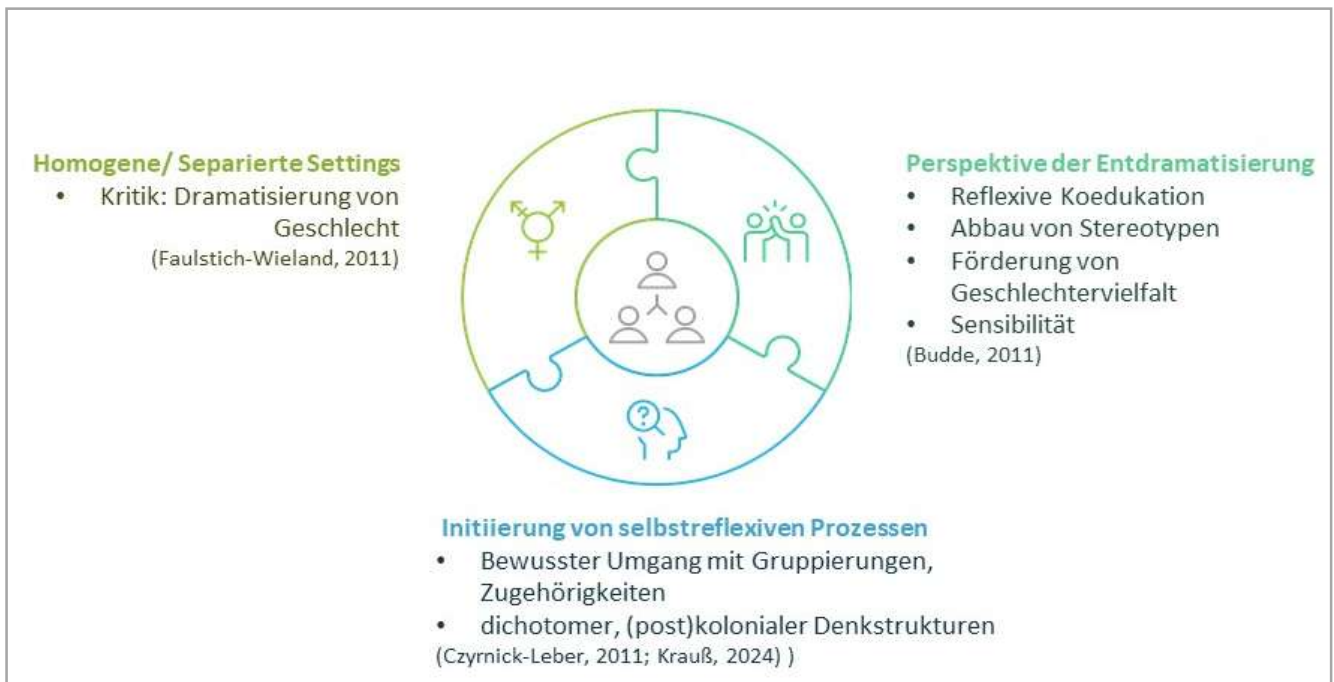 Homogene/ Separierte Settings
• Kritik: Dramatisierung von
Geschlecht
(Faulstich-Wieland, 2011)
Perspektive der Entdramatisierung
• Reflexive Koedukation
• Abbau von Stereotypen
• Förderung von
Geschlechtervielfalt
• Sensibilität
(Budde, 2011)
?
Initiierung von selbstreflexiven Prozessen
• Bewusster Umgang mit Gruppierungen,
Zugehörigkeiten
• dichotomer, (post)kolonialer Denkstrukturen
(Czyrnick-Leber, 2011; Krauß, 2024) )